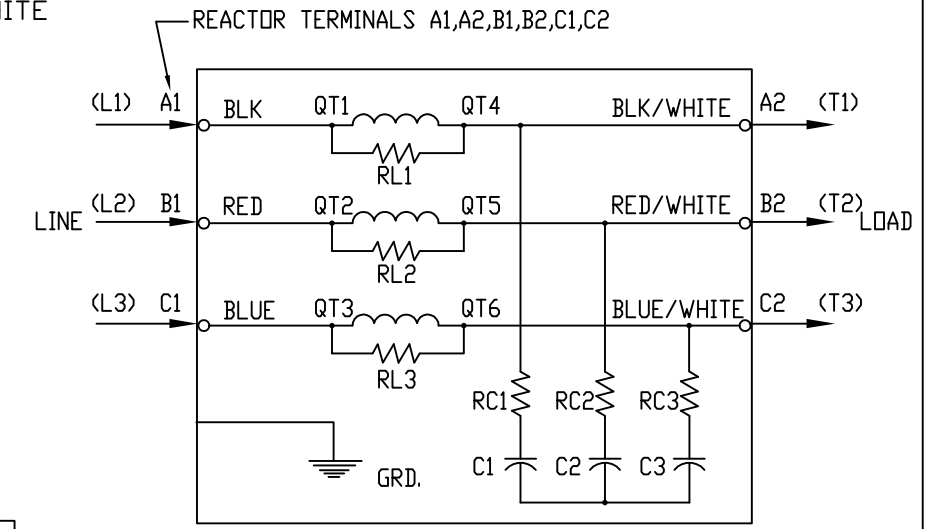 REACTOR TERMINALS A1,A2,B1,B2,C1,C2
(L1) A1 BLK QT1 QT4 BLK/WHITE A2 (T1)
RL1
LINE (L2) B1 RED QT2 QT5 RED/WHITE B2 (T2) LOAD
RL2
(L3) C1 BLUE QT3 QT6 BLUE/WHITE C2 (T3)
RL3
RC1 RC2 RC3
C1 C2 C3
GRD.